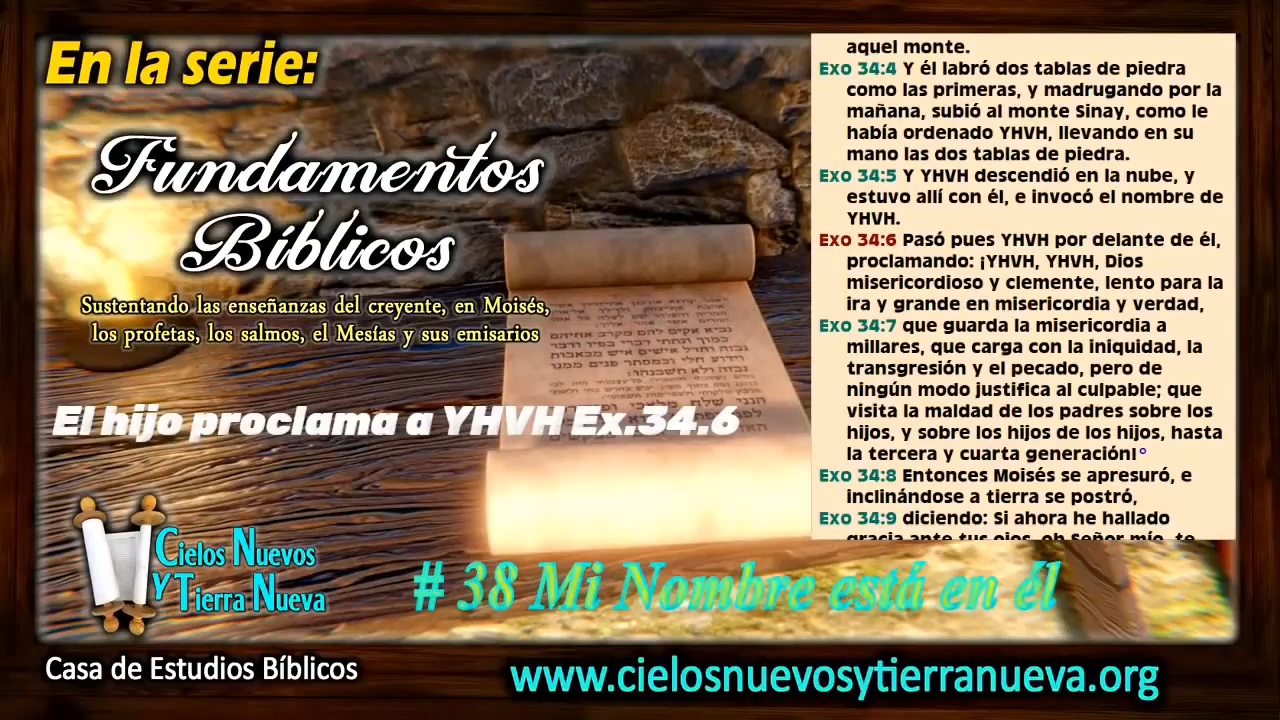 En la serie:
Fundamentos
Bíblicos
Sustentando las enseñanzas del creyente, en Moisés,
los profetas, los salmos, el Mesías y sus emisarios
El hijo proclama a YHVH Ex.34.6
aquel monte.
Exo 34:4 Y él labró dos tablas de piedra
como las primeras, y madrugando por la
mañana, subió al monte Sinay, como le
había ordenado YHVH, llevando en su
mano las dos tablas de piedra.
Exo 34:5 Y YHVH descendió en la nube, y
estuvo allí con él, e invocó el nombre de
YHVH.
Exo 34:6 Pasó pues YHVH por delante de él,
proclamando: ¡YHVH, YHVH, Dios
misericordioso y clemente, lento para la
ira y grande en misericordia y verdad,
Exo 34:7 que guarda la misericordia a
millares, que carga con la iniquidad, la
transgresión y el pecado, pero de
ningún modo justifica al culpable; que
visita la maldad de los padres sobre los
hijos, y sobre los hijos de los hijos, hasta
la tercera y cuarta generación!°
Exo 34:8 Entonces Moisés se apresuró, e
inclinándose a tierra se postró,
Exo 34:9 diciendo: Si ahora he hallado
gracia ante tus ojos, oh Señor mío, te
Cielos Nuevos
Y Tierra Nueva
# 38 Mi Nombre está en él
Casa de Estudios Bíblicos
www.cielosnuevosytierranueva.org